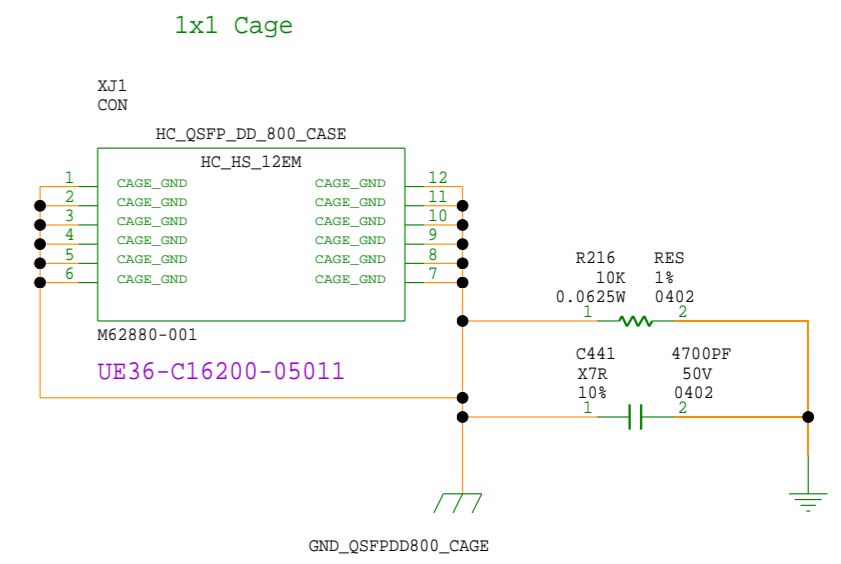 1x1 Cage
XJ1
CON
HC_QSFP_DD_800_CASE
HC_HS_12EM
1 CAGE_GND CAGE_GND 12
2 CAGE_GND CAGE_GND 11
3 CAGE_GND CAGE_GND 10
4 CAGE_GND CAGE_GND 9
5 CAGE_GND CAGE_GND 8
6 CAGE_GND CAGE_GND 7
M62880-001
UE36-C16200-05011
R216 RES
10K 1%
0.0625W 0402
1 2
C441 4700PF
X7R 50V
10% 0402
1 2
GND_QSFPDD800_CAGE